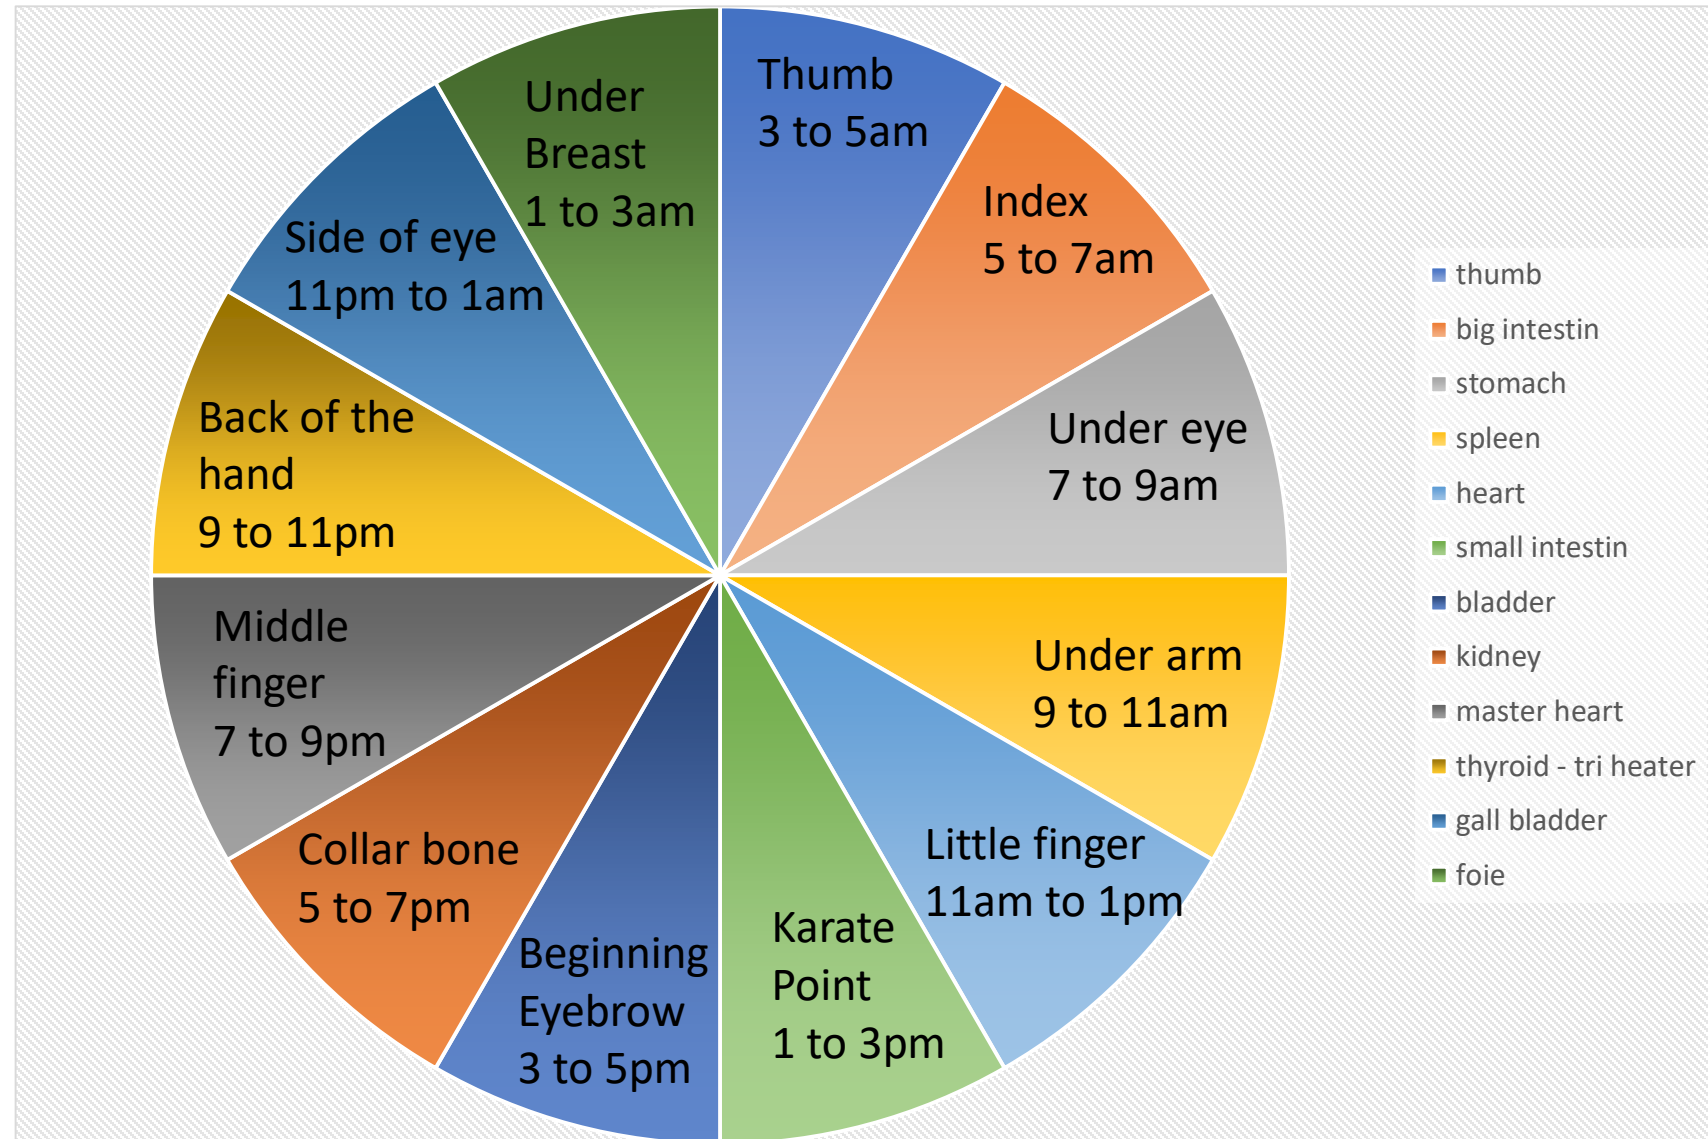 Thumb
3 to 5am
Index
5 to 7am
Under eye
7 to 9am
Under arm
9 to 11am
Little finger
11am to 1pm
Karate
Point
1 to 3pm
Beginning
Eyebrow
3 to 5pm
Collar bone
5 to 7pm
Middle
finger
7 to 9pm
Back of the
hand
9 to 11pm
Side of eye
11pm to 1am
Under
Breast
1 to 3am
thumb
big intestin
stomach
spleen
heart
small intestin
bladder
kidney
master heart
thyroid - tri heater
gall bladder
foie